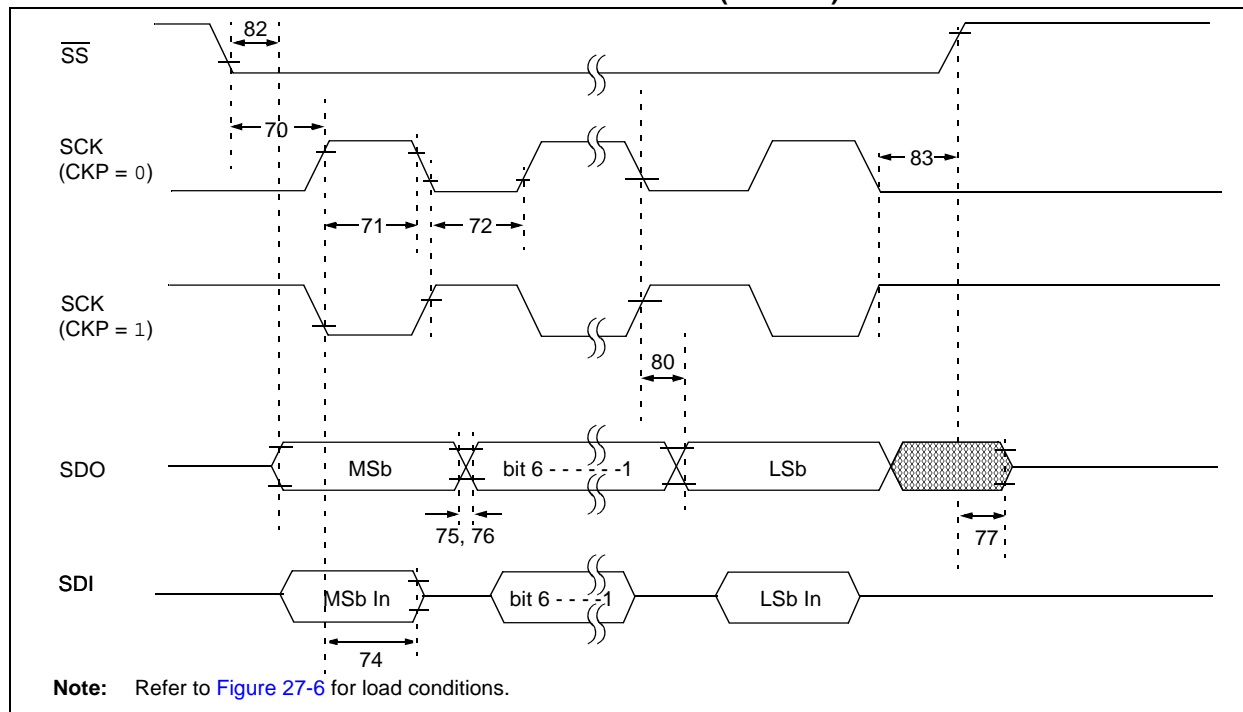 82
SS
70
SCK
(CKP = 0)
83
71
72
SCK
(CKP = 1)
80
SDO
MSb
bit 6 - - - - - -1
LSb
75, 76
77
SDI
MSb In
bit 6 - - - -1
LSb In
74
Note: Refer to Figure 27-6 for load conditions.